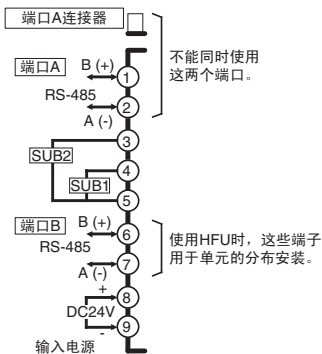 端口A连接器
不能同时使用
这两个端口。
端口A
B (+)
1
RS-485
2
A (-)
3
SUB2
4
SUB1
5
端口B
B (+)
6
RS-485
使用HFU时，这些端子
用于单元的分布安装。
7
A (-)
+
8
DC24V
-
9
输入电源